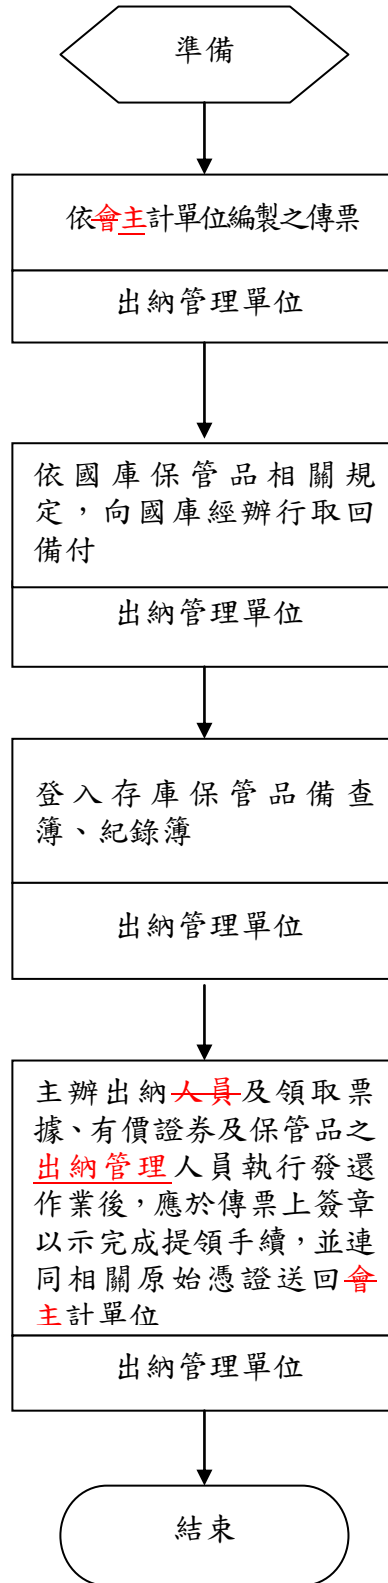 準備
依會主計單位編製之傳票
出納管理單位
依國庫保管品相關規
定，向國庫經辦行取回
備付
出納管理單位
登入存庫保管品備查
簿、紀錄簿
出納管理單位
主辦出納人員及領取票
據、有價證券及保管品之
出納管理人員執行發還
作業後，應於傳票上簽章
以示完成提領手續，並連
同相關原始憑證送回會
主計單位
出納管理單位
結束